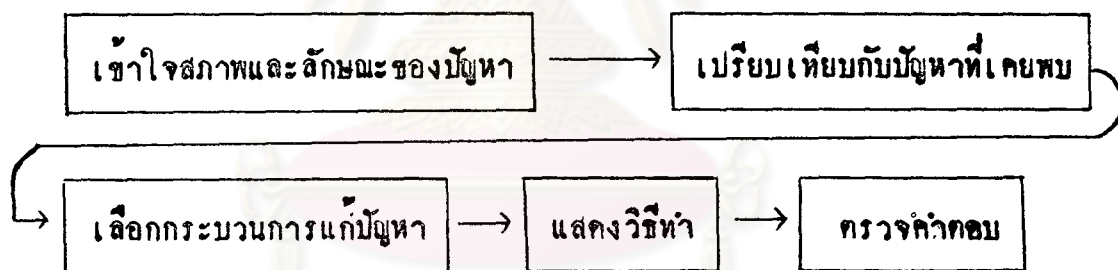 เข้าใจสภาพและลักษณะของปัญหา
เปรียบเทียบกับปัญหาที่เคยพบ
เลือกกระบวนการแก้ปัญหา
แสดงวิธีทำ
ตรวจคำตอบ